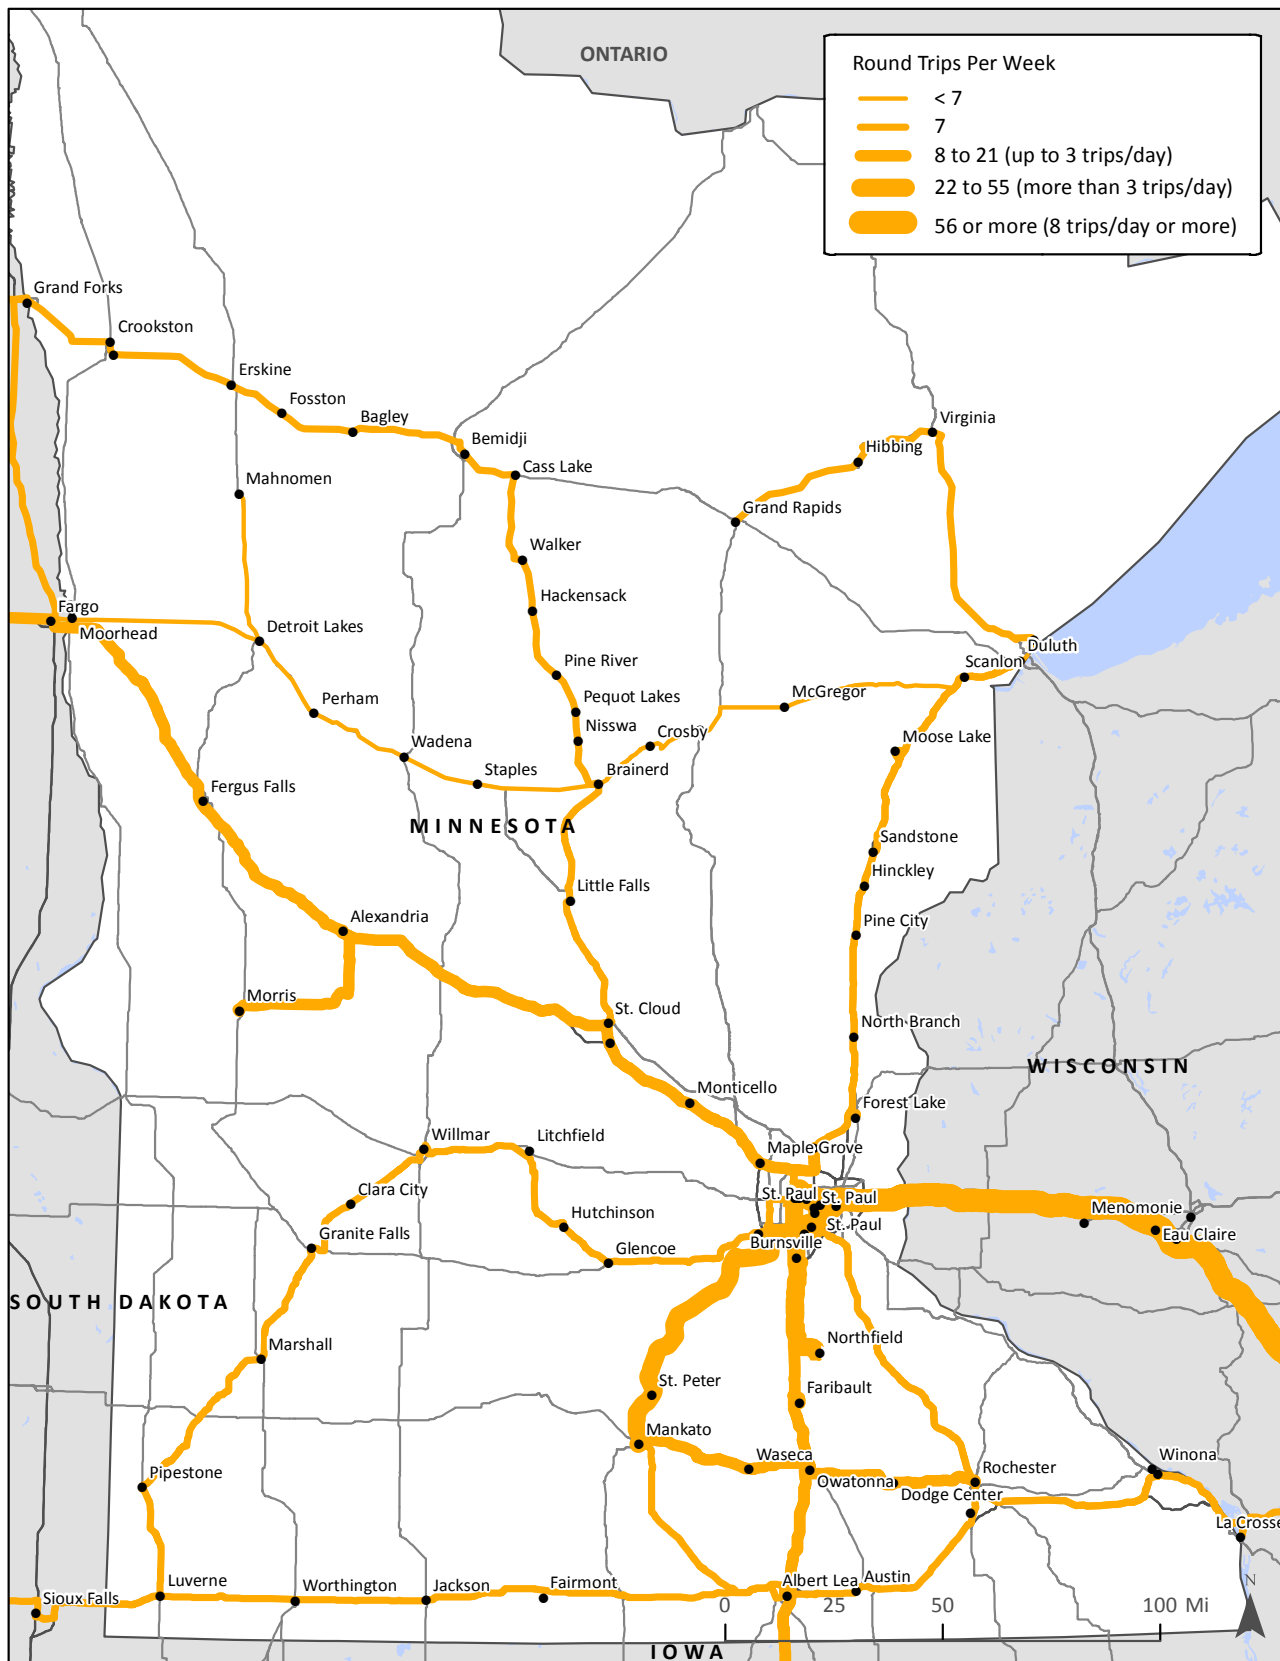 ONTARIO
Round Trips Per Week
< 7
7
8 to 21 (up to 3 trips/day)
22 to 55 (more than 3 trips/day)
56 or more (8 trips/day or more)
Grand Forks
Crookston
Erskine
Fosston
Bagley
Bemidji
Cass Lake
Virginia
Hibbing
Mahnomen
Grand Rapids
Walker
Hackensack
Fargo
Moorhead
Detroit Lakes
Duluth
Scanlon
Pine River
Perham
Pequot Lakes
McGregor
Nisswa
Crosby
Moose Lake
Wadena
Staples
Brainerd
Fergus Falls
MINNESOTA
Sandstone
Hinckley
Little Falls
Alexandria
Pine City
Morris
St. Cloud
North Branch
WISCONSIN
Monticello
Forest Lake
Willmar
Litchfield
Maple Grove
Clara City
St. Paul
St. Paul
Menomonie
Hutchinson
St. Paul
Granite Falls
Glencoe
Burnsville
Eau Claire
SOUTH DAKOTA
Marshall
Northfield
St. Peter
Faribault
Mankato
Waseca
Winona
Pipestone
Owatonna
Rochester
Dodge Center
La Crosse
Luverne
Worthington
Jackson
Fairmont
Albert Lea
Austin
N
Sioux Falls
0
25
50
100 Mi
IOWA